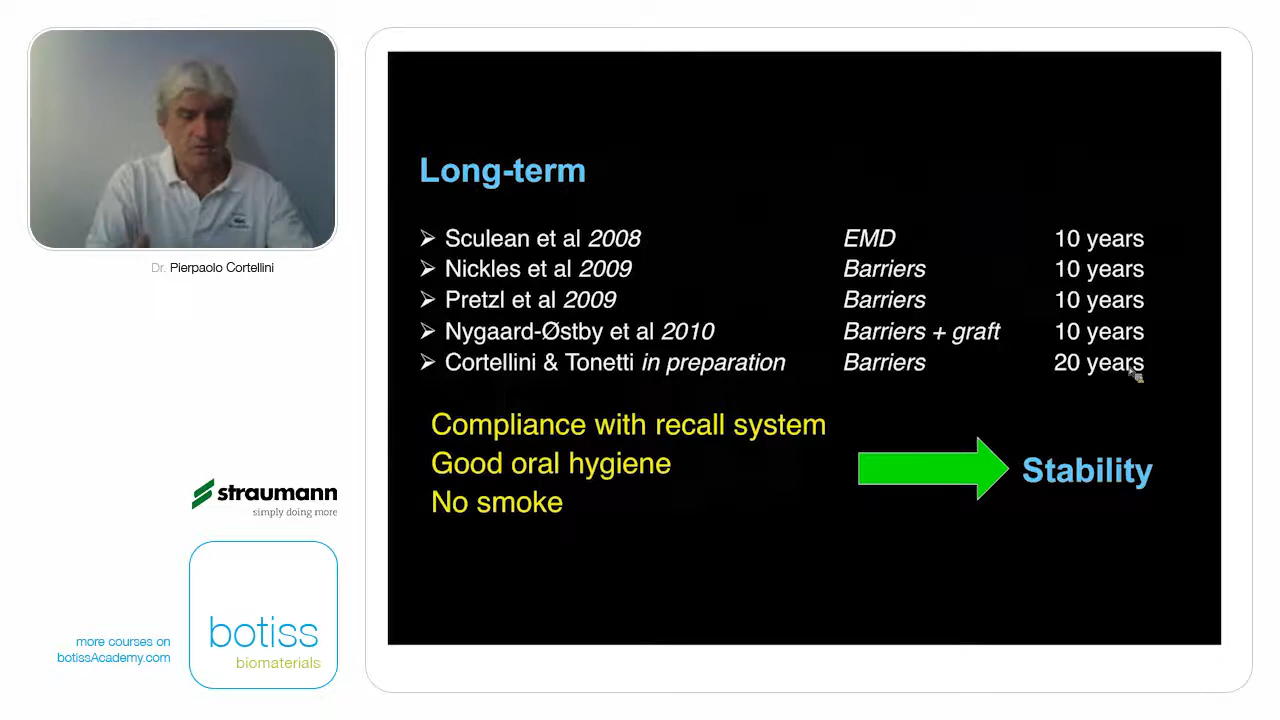 Dr. Pierpaolo Cortellini
straumann
simply doing more
more courses on
botissAcademy.com
botiss
biomaterials
Long-term
➢ Sculean et al 2008 EMD 10 years
➢ Nickles et al 2009 Barriers 10 years
➢ Pretzl et al 2009 Barriers 10 years
➢ Nygaard-Østby et al 2010 Barriers + graft 10 years
➢ Cortellini & Tonetti in preparation Barriers 20 years
Compliance with recall system
Good oral hygiene
No smoke
Stability